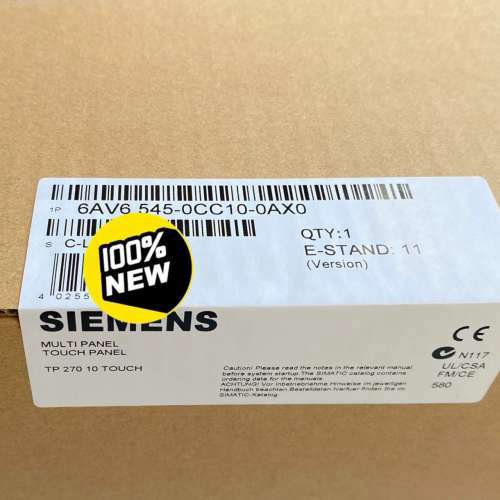 1P 6AV6 545-0CC10-0AX0
S C-L
QTY:1
E-STAND: 11
(Version)
4 0255
100%
NEW
SIEMENS
MULTI PANEL
TOUCH PANEL
TP 270 10 TOUCH
Caution! Please read the notes in the relevant manual
before system startup. The SIMATIC catalog contains
ordering data for the manuals.
ACHTUNG! Vor Inbetriebnahme Hinweise im jeweiligen
Handbuch beachten Bestelldaten hierfür finden Sie im
SIMATIC-Katalog
CE
N117
UL/CSA
FM/CE
580